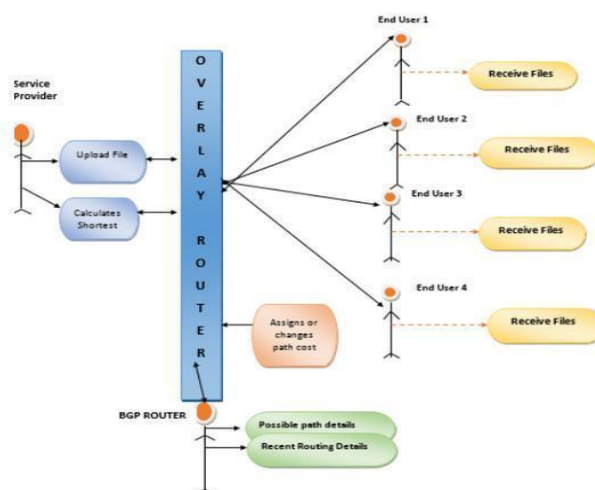 End User 1
Receive Files
Service
Provider
Upload File
Calculates
Shortest
OVERLAY ROUTER
End User 2
Receive Files
End User 3
Receive Files
End User 4
Receive Files
Assigns or
changes
path cost
BGP ROUTER
Possible path details
Recent Routing Details